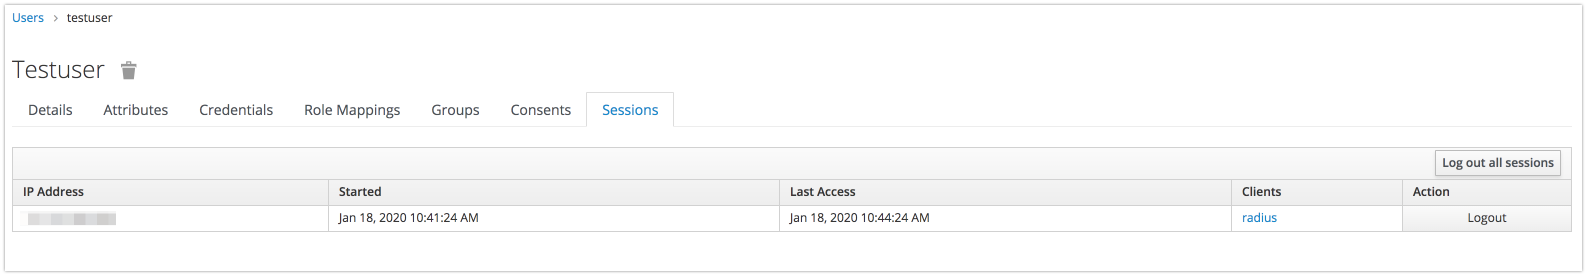 Users > testuser
Testuser
Details Attributes Credentials Role Mappings Groups Consents Sessions
Log out all sessions
IP Address Started Last Access Clients Action
Jan 18, 2020 10:41:24 AM Jan 18, 2020 10:44:24 AM radius Logout